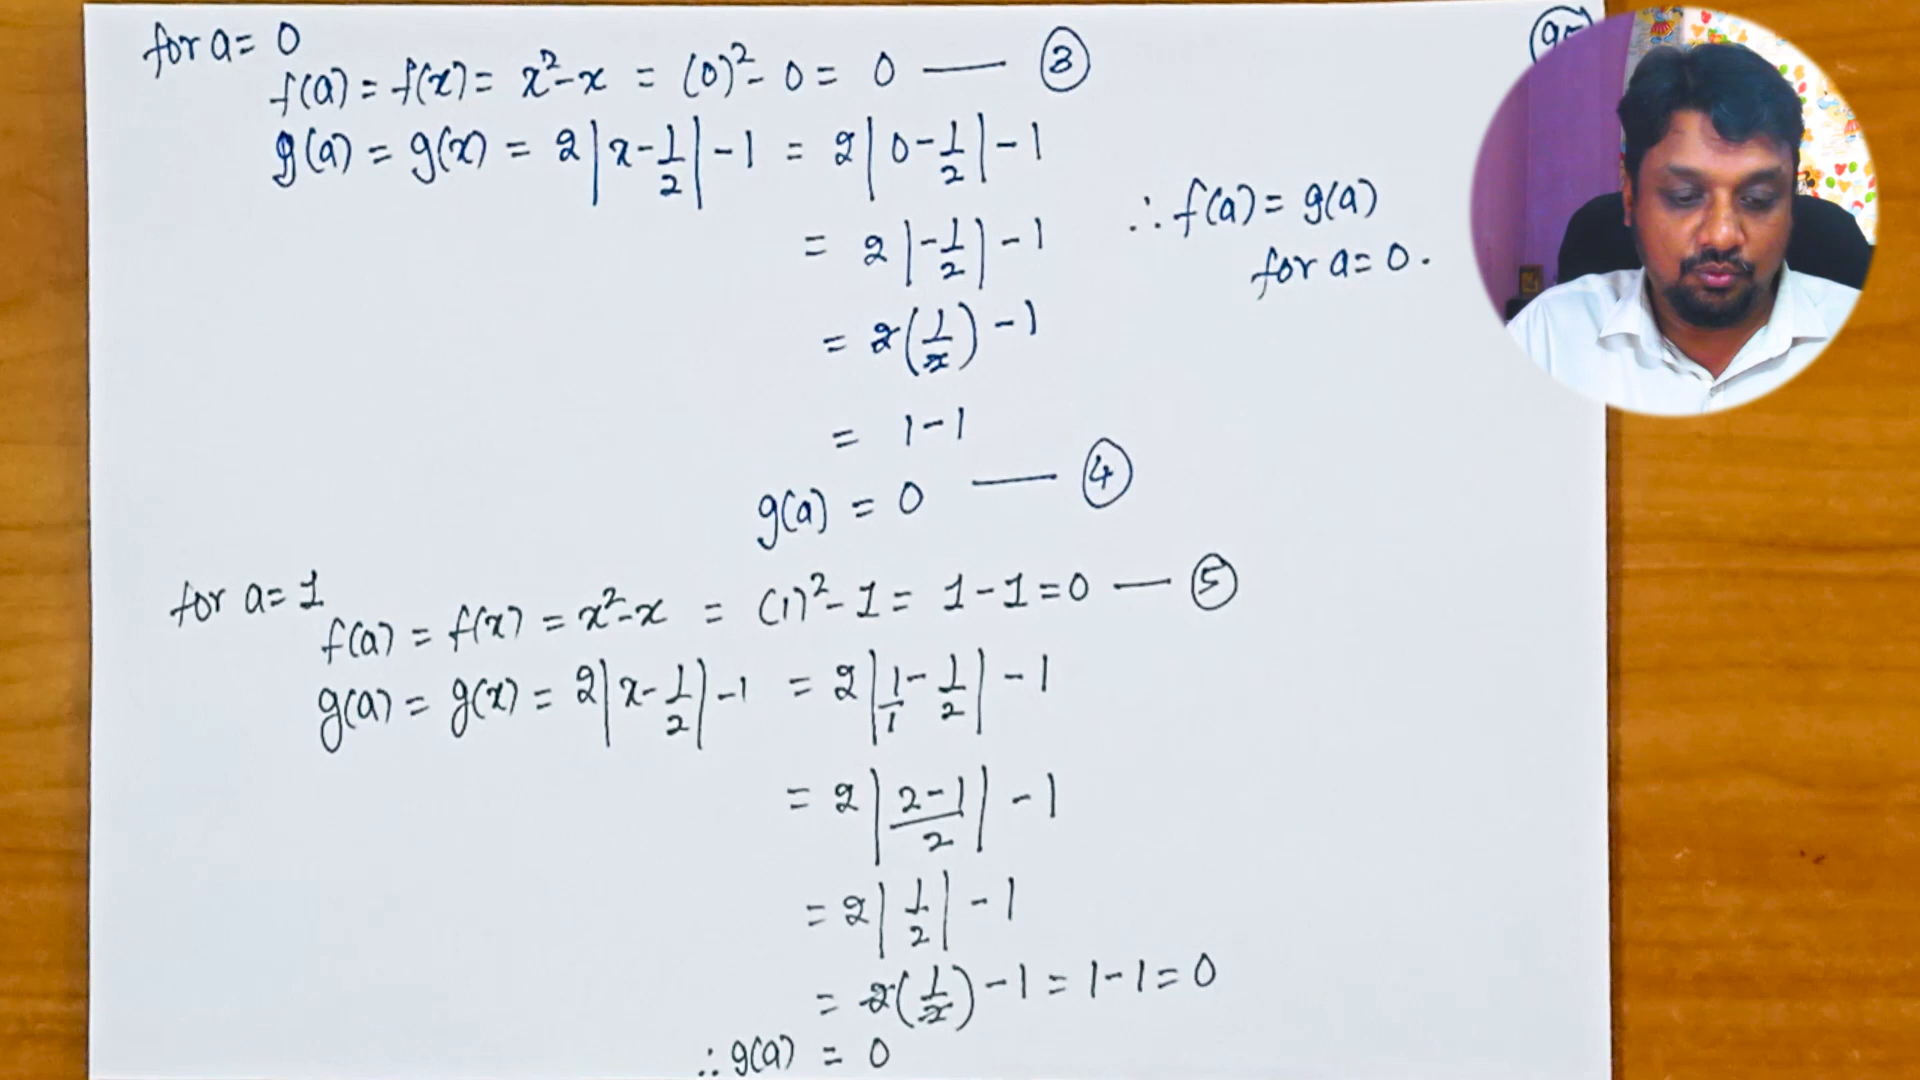 for a= 0
f(a) = f(x) = x²-x = (0)²- 0 = 0 — ③
g(a) = g(x) = 2|x-1/2|-1 = 2|0-1/2|-1
= 2|-1/2|-1
∴ f(a) = g(a)
for a= 0.
= 2(1/2)-1
= 1-1
g(a) = 0 — ④
for a= 1
f(a) = f(x) = x²-x = (1)²-1 = 1-1=0 — ⑤
g(a) = g(x) = 2|x-1/2|-1 = 2|1/1-1/2|-1
= 2|2-1/2|-1
= 2|1/2|-1
= 2(1/2)-1 = 1-1 = 0
∴ g(a) = 0